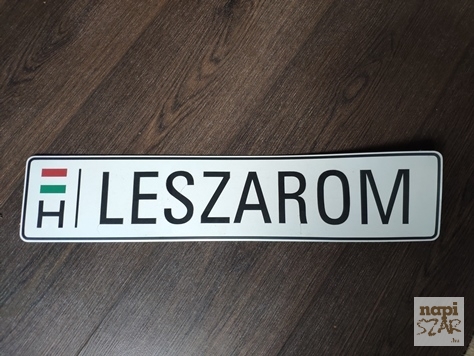 H LESZAROM
napi
SZAR
.hu